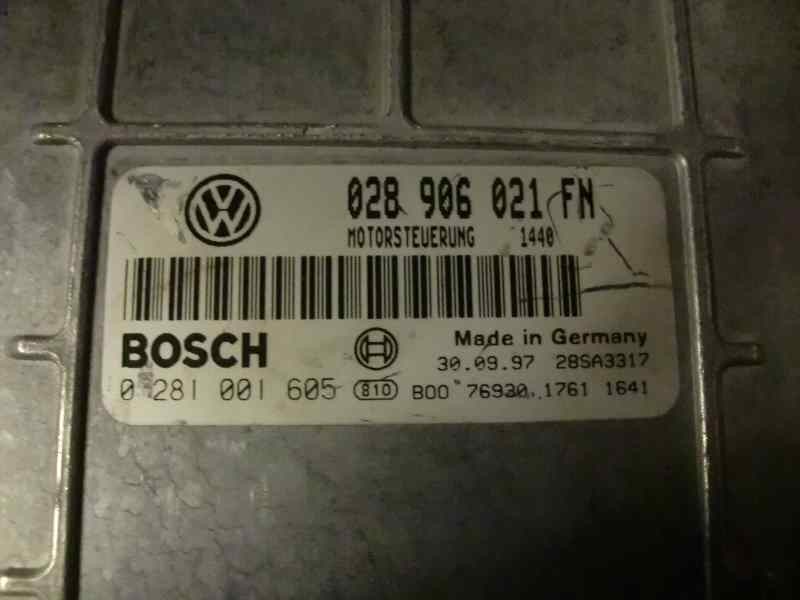 028 906 021 FN
MOTORSTEUERUNG 1440
BOSCH
Made in Germany
30.09.97 28SA3317
0 281 001 605 810 B00 76930 1761 1641